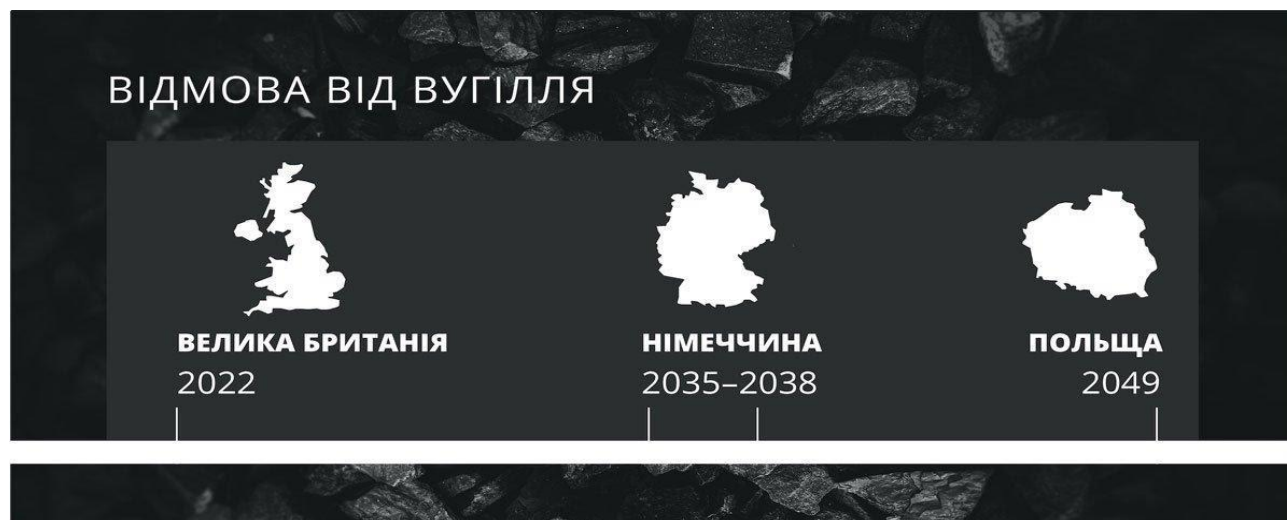 ВІДМОВА ВІД ВУГІЛЛЯ
ВЕЛИКА БРИТАНІЯ
2022
НІМЕЧЧИНА
2035–2038
ПОЛЬЩА
2049